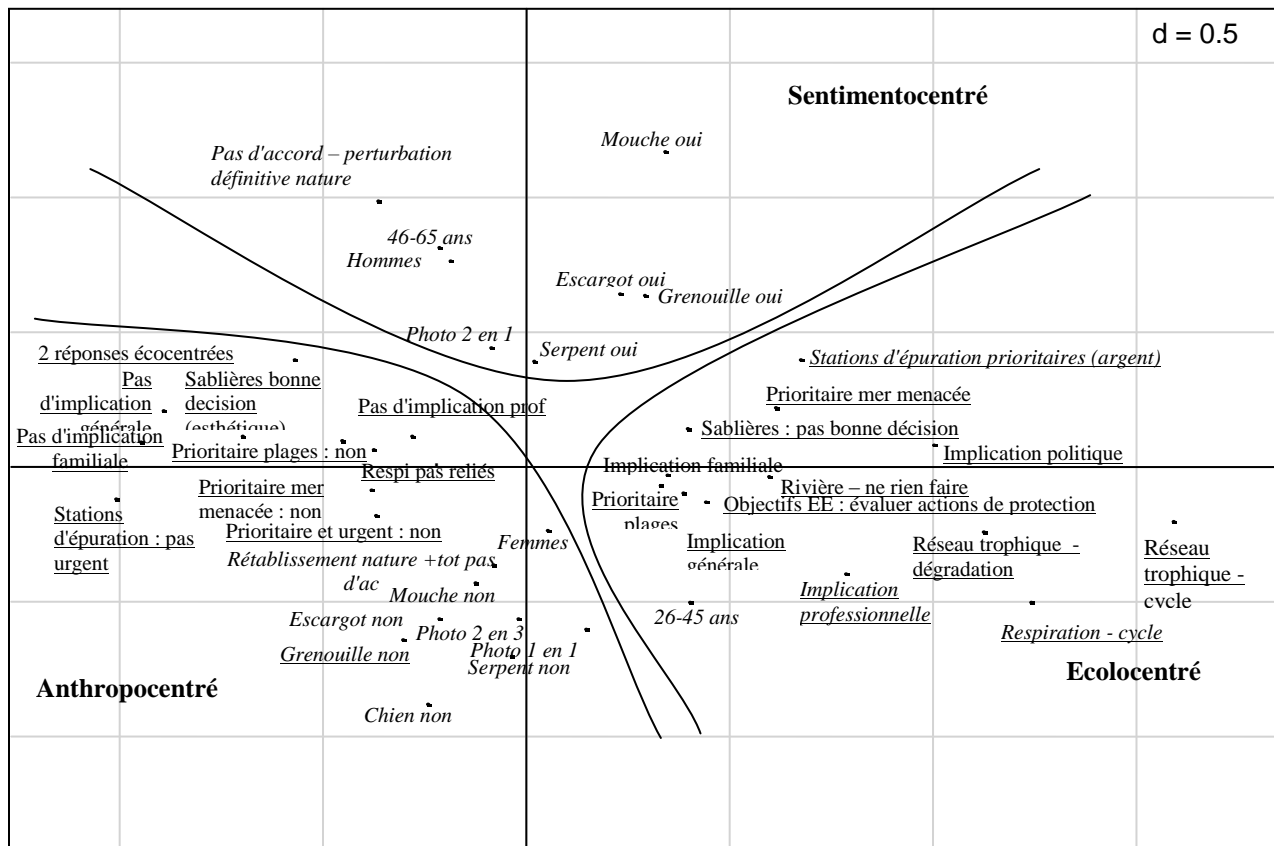 d = 0.5
Sentimentocentré
Mouche oui
Pas d'accord – perturbation
définitive nature
46-65 ans
Hommes
Escargot oui
Grenouille oui
Photo 2 en 1
Serpent oui
2 réponses écocentrées
Stations d'épuration prioritaires (argent)
Pas
d'implication
générale
Sablières bonne
decision
(esthétique)
Prioritaire mer menacée
Pas d'implication prof
Sablières : pas bonne décision
Pas d'implication
familiale
Prioritaire plages : non
Implication politique
Respi pas reliés
Implication familiale
Prioritaire mer
menacée : non
Prioritaire
plages
Rivière – ne rien faire
Objectifs EE : évaluer actions de protection
Stations
d'épuration : pas
urgent
Prioritaire et urgent : non
Femmes
Implication
générale
Réseau trophique -
dégradation
Réseau
trophique -
cycle
Rétablissement nature +tot pas
d'ac
Mouche non
Implication
professionnelle
Escargot non
Photo 2 en 3
26-45 ans
Respiration - cycle
Grenouille non
Photo 1 en 1
Serpent non
Anthropocentré
Ecolocentré
Chien non